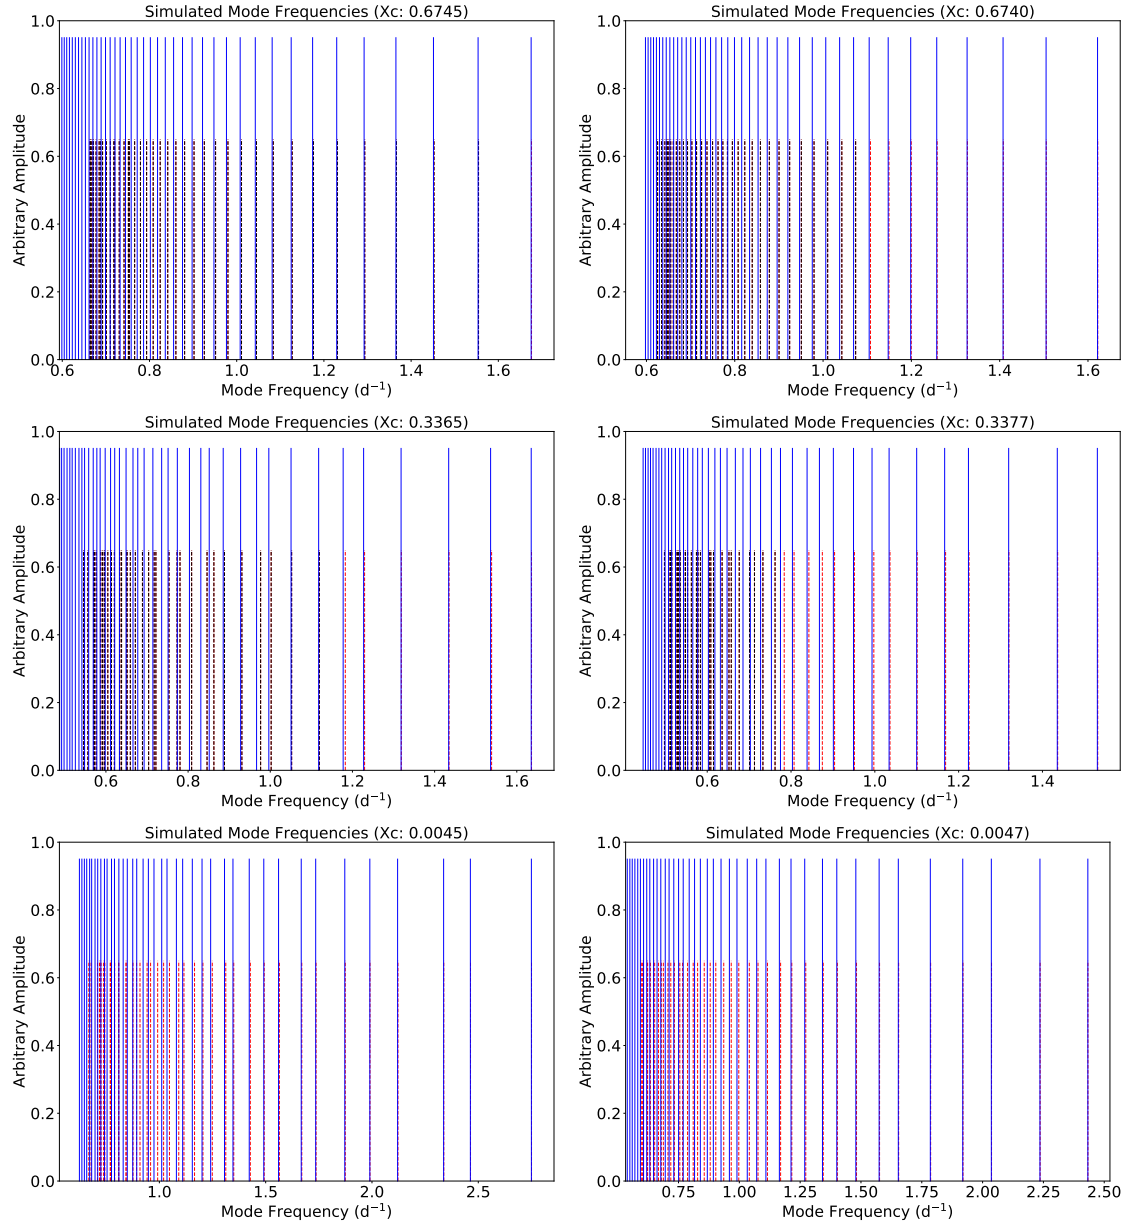 Simulated Mode Frequencies (Xc: 0.6745)
1.0
0.8
0.6
0.4
0.2
0.0
Arbitrary Amplitude
0.6 0.8 1.0 1.2 1.4 1.6
Mode Frequency (d⁻¹)
Simulated Mode Frequencies (Xc: 0.6740)
1.0
0.8
0.6
0.4
0.2
0.0
Arbitrary Amplitude
0.6 0.8 1.0 1.2 1.4 1.6
Mode Frequency (d⁻¹)
Simulated Mode Frequencies (Xc: 0.3365)
1.0
0.8
0.6
0.4
0.2
0.0
Arbitrary Amplitude
0.6 0.8 1.0 1.2 1.4 1.6
Mode Frequency (d⁻¹)
Simulated Mode Frequencies (Xc: 0.3377)
1.0
0.8
0.6
0.4
0.2
0.0
Arbitrary Amplitude
0.6 0.8 1.0 1.2 1.4
Mode Frequency (d⁻¹)
Simulated Mode Frequencies (Xc: 0.0045)
1.0
0.8
0.6
0.4
0.2
0.0
Arbitrary Amplitude
1.0 1.5 2.0 2.5
Mode Frequency (d⁻¹)
Simulated Mode Frequencies (Xc: 0.0047)
1.0
0.8
0.6
0.4
0.2
0.0
Arbitrary Amplitude
0.75 1.00 1.25 1.50 1.75 2.00 2.25 2.50
Mode Frequency (d⁻¹)